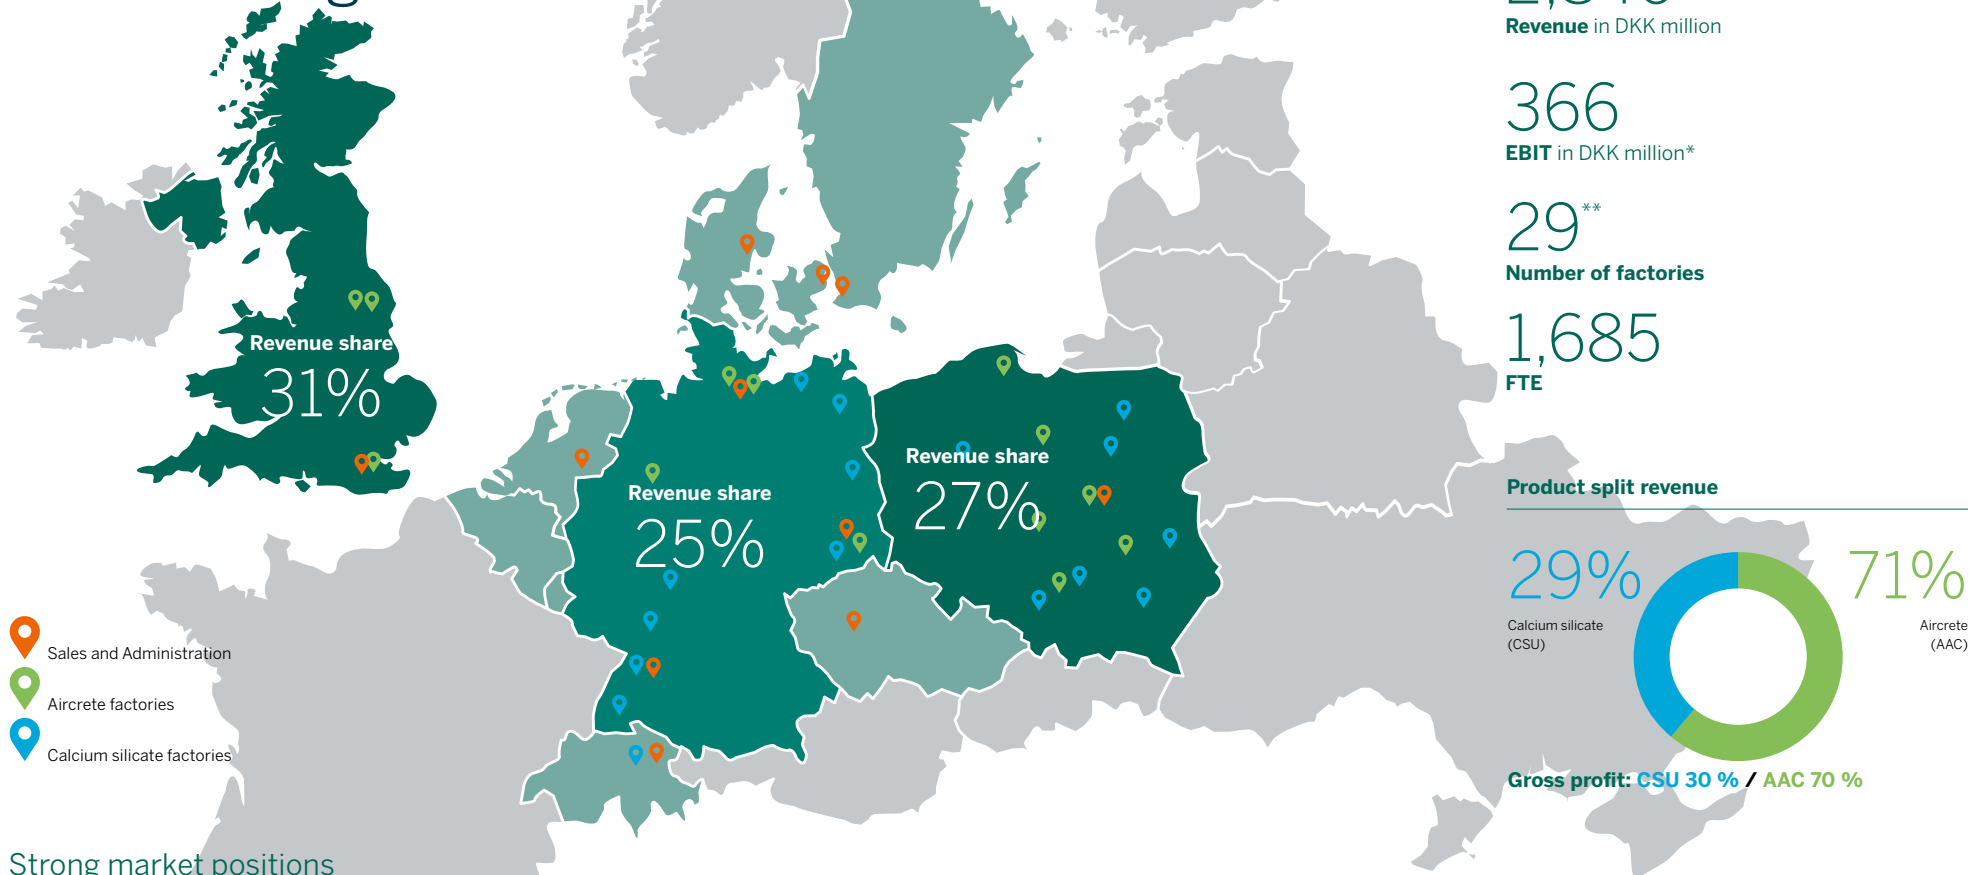 Revenue in DKK million
366
EBIT in DKK million*
29**
Number of factories
1,685
FTE
Revenue share
31%
Revenue share
25%
Revenue share
27%
Product split revenue
29%
Calcium silicate
(CSU)
71%
Aircrete
(AAC)
Gross profit: CSU 30 % / AAC 70 %
Sales and Administration
Aircrete factories
Calcium silicate factories
Strong market positions